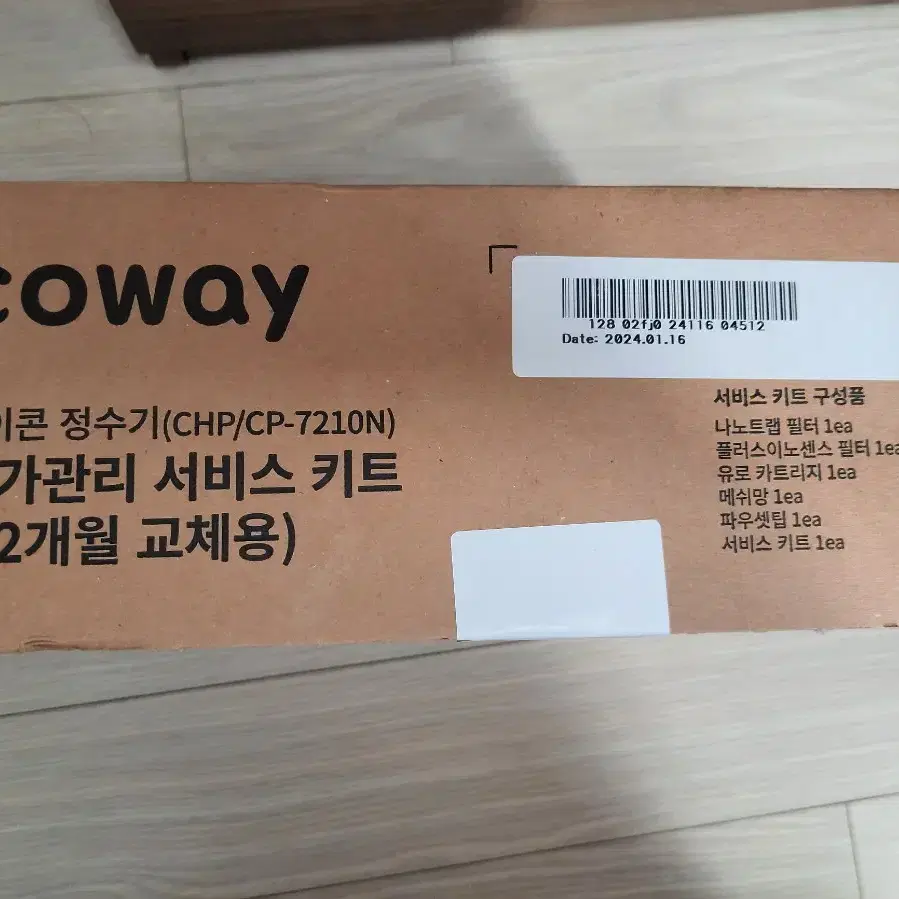 coway
128 02fj0 24116 04512
Date: 2024.01.16
이콘 정수기(CHP/CP-7210N)
가관리 서비스 키트
2개월 교체용)
서비스 키트 구성품
나노트랩 필터 1ea
플러스이노센스 필터 1ea
유로 카트리지 1ea
메쉬망 1ea
파우셋팁 1ea
서비스 키트 1ea